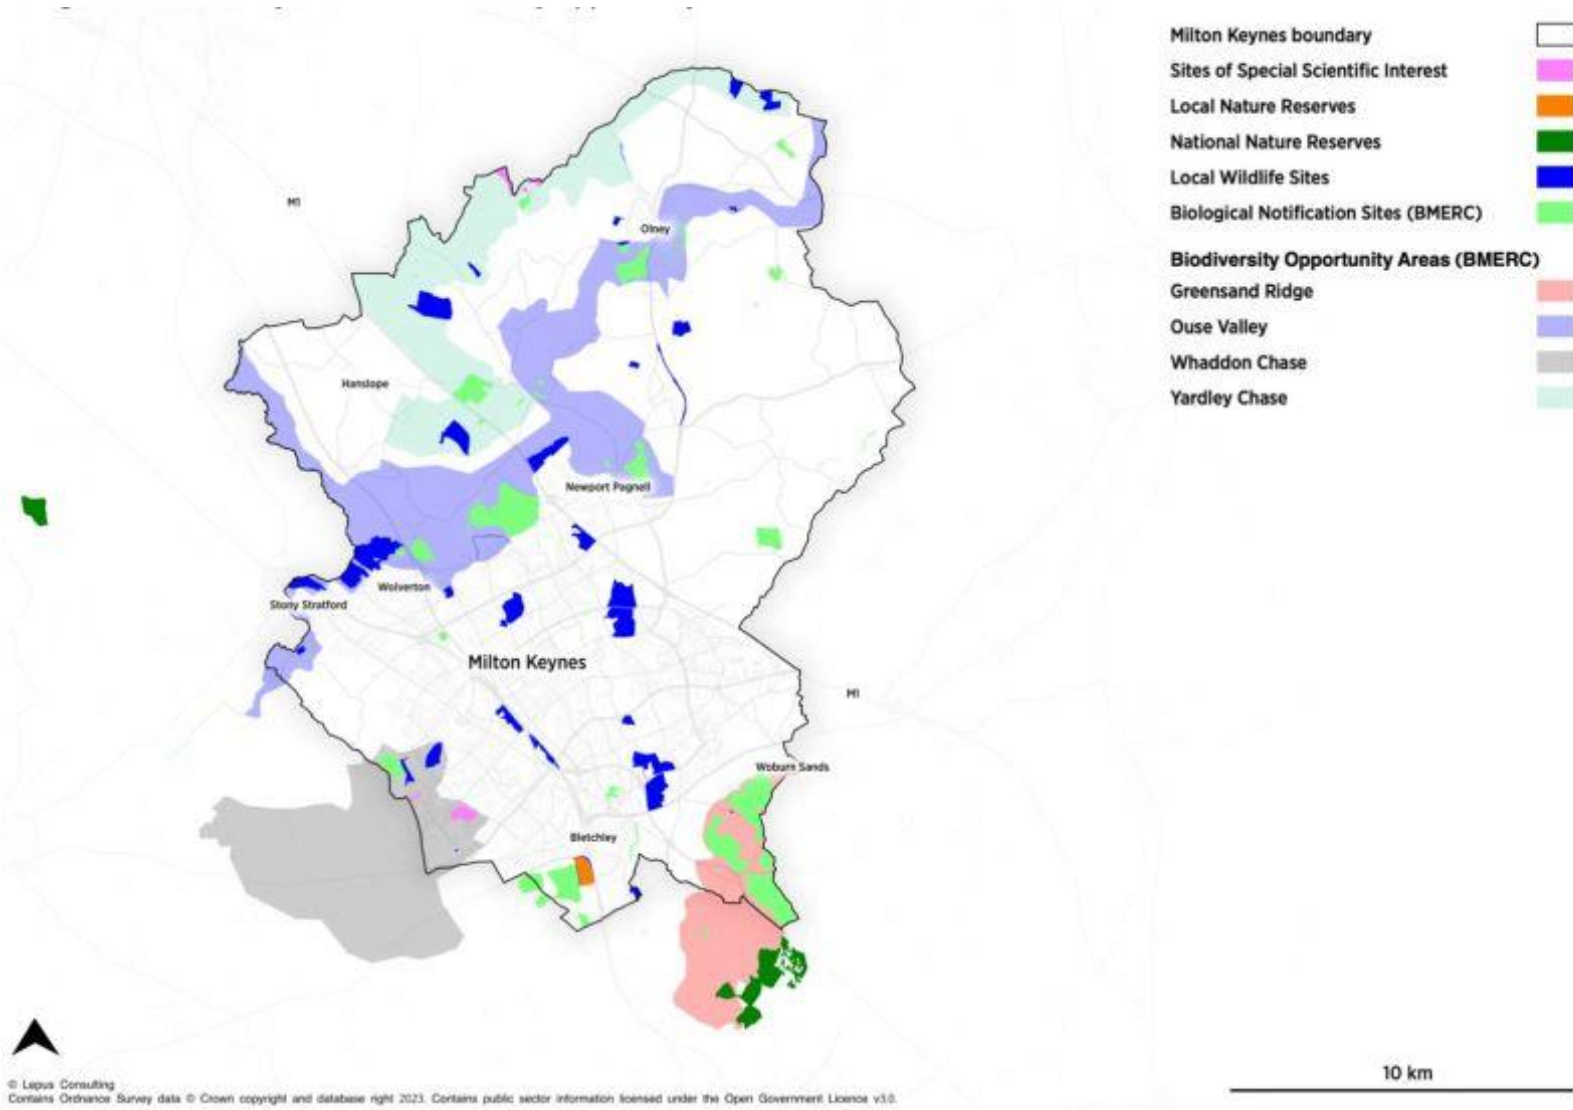 Milton Keynes boundary
Sites of Special Scientific Interest
Local Nature Reserves
National Nature Reserves
Local Wildlife Sites
Biological Notification Sites (BMERC)
Biodiversity Opportunity Areas (BMERC)
Greensand Ridge
Ouse Valley
Whaddon Chase
Yardley Chase
M1
Olney
Hanslope
Newport Pagnell
Wolverton
Stony Stratford
Milton Keynes
M1
Woburn Sands
Bletchley
10 km
© Lepus Consulting
Contains Ordnance Survey data © Crown copyright and database right 2023. Contains public sector information licensed under the Open Government Licence v3.0.